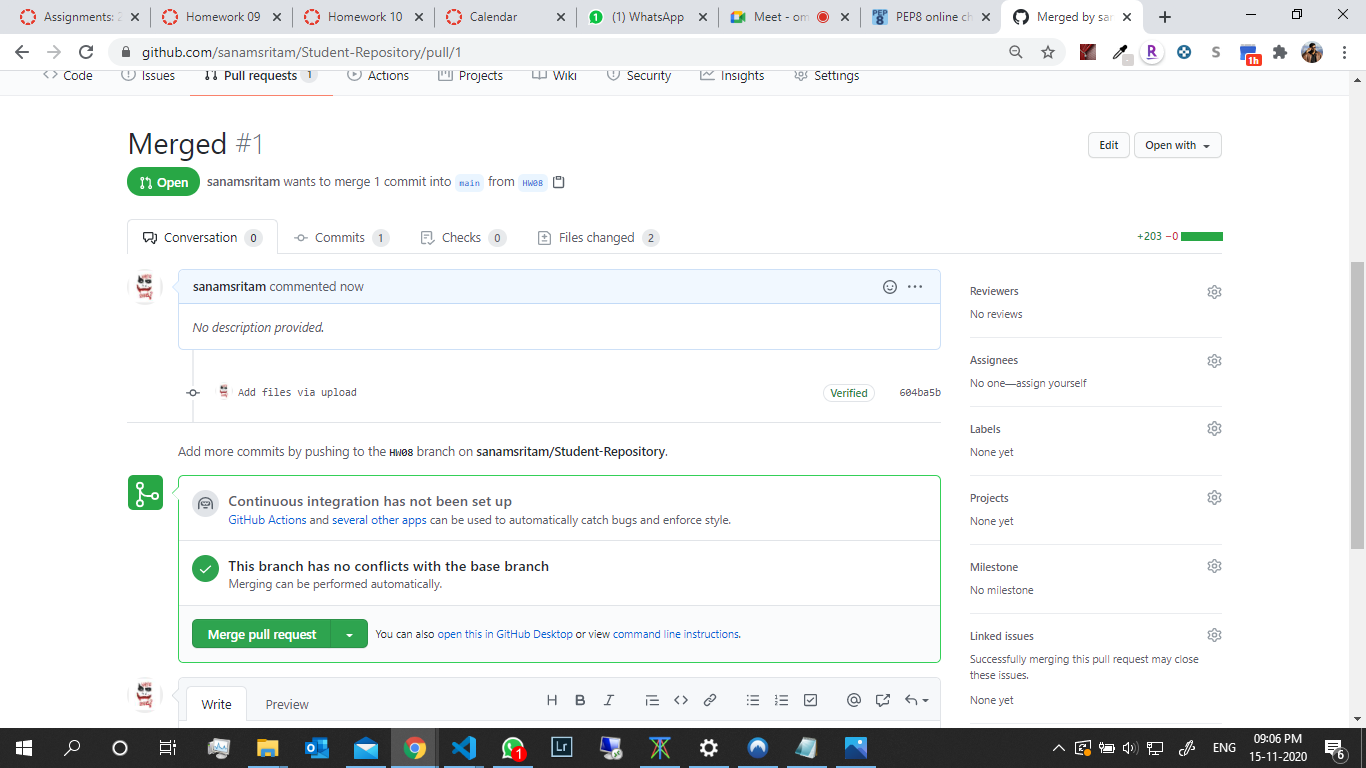 Assignments: 2
Homework 09
Homework 10
Calendar
(1) WhatsApp
Meet - om
PEP8 online ch
Merged by sar
github.com/sanamsritam/Student-Repository/pull/1
Code Issues Pull requests 1 Actions Projects Wiki Security Insights Settings
Merged #1
Edit Open with
Open sanamsritam wants to merge 1 commit into main from HW08
Conversation 0 Commits 1 Checks 0 Files changed 2
+203 −0
sanamsritam commented now
No description provided.
Add files via upload Verified 604ba5b
Add more commits by pushing to the HW08 branch on sanamsritam/Student-Repository.
Continuous integration has not been set up
GitHub Actions and several other apps can be used to automatically catch bugs and enforce style.
This branch has no conflicts with the base branch
Merging can be performed automatically.
Merge pull request You can also open this in GitHub Desktop or view command line instructions.
Write Preview
Reviewers
No reviews
Assignees
No one—assign yourself
Labels
None yet
Projects
None yet
Milestone
No milestone
Linked issues
Successfully merging this pull request may close
these issues.
None yet
ENG
09:06 PM
15-11-2020
6